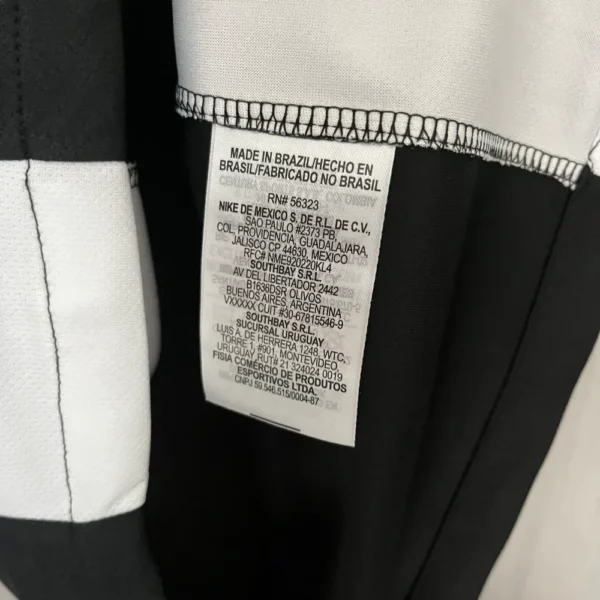 MADE IN BRAZIL/HECHO EN
BRASIL/FABRICADO NO BRASIL
RN# 56323
NIKE DE MEXICO S. DE R.L. DE C.V.,
SAO PAULO #2373 PB,
COL. PROVIDENCIA, GUADALAJARA,
JALISCO CP 44630, MEXICO
RFC# NME920220KL4
SOUTHBAY S.R.L.
AV DEL LIBERTADOR 2442
B1636DSR OLIVOS
BUENOS AIRES, ARGENTINA
VXXXXX CUIT #30-67815546-9
SOUTHBAY S.R.L.
SUCURSAL URUGUAY
LUIS A. DE HERRERA 1248, WTC,
TORRE 1, #901, MONTEVIDEO,
URUGUAY, RUT# 21 324024 0019
FISIA COMÉRCIO DE PRODUTOS
ESPORTIVOS LTDA.
CNPJ 59.546.515/0004-87